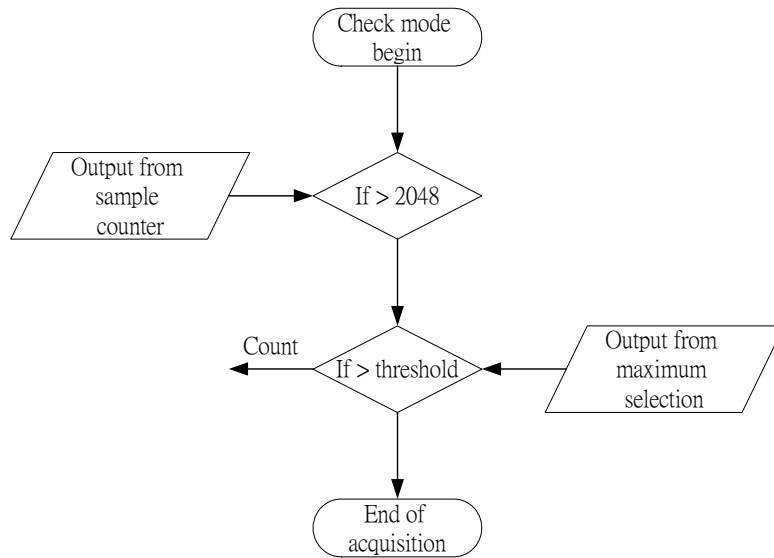 Check mode
begin
Output from
sample
counter
If > 2048
Count
If > threshold
Output from
maximum
selection
End of
acquisition